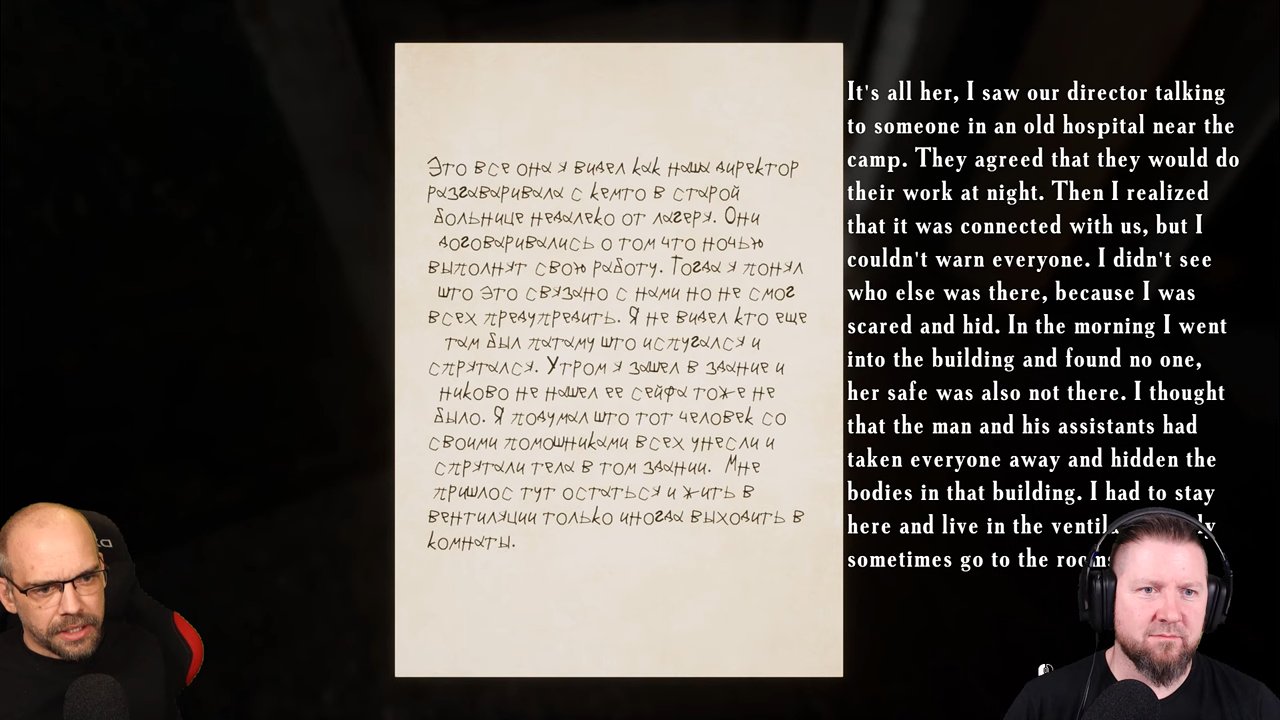 Это все она я видел как наша директор
разгаваривала с кемто в старой
больнице недалеко от лагеря. Они
договаривались о том что ночью
выполнят свою работу. Тогда я понял
што это связано с нами но не смог
всех предупредить. Я не видел кто еще
там был патаму што испугался и
спрятался. Утром я зашел в здание и
никово не нашел ее сейфа тоже не
было. Я подумал што тот человек со
своими помошниками всех унесли и
спрятали тела в том здании. Мне
пришлос тут остаться и жить в
вентиляции только иногда выходить в
комнаты.
It's all her, I saw our director talking
to someone in an old hospital near the
camp. They agreed that they would do
their work at night. Then I realized
that it was connected with us, but I
couldn't warn everyone. I didn't see
who else was there, because I was
scared and hid. In the morning I went
into the building and found no one,
her safe was also not there. I thought
that the man and his assistants had
taken everyone away and hidden the
bodies in that building. I had to stay
here and live in the
sometimes go to the